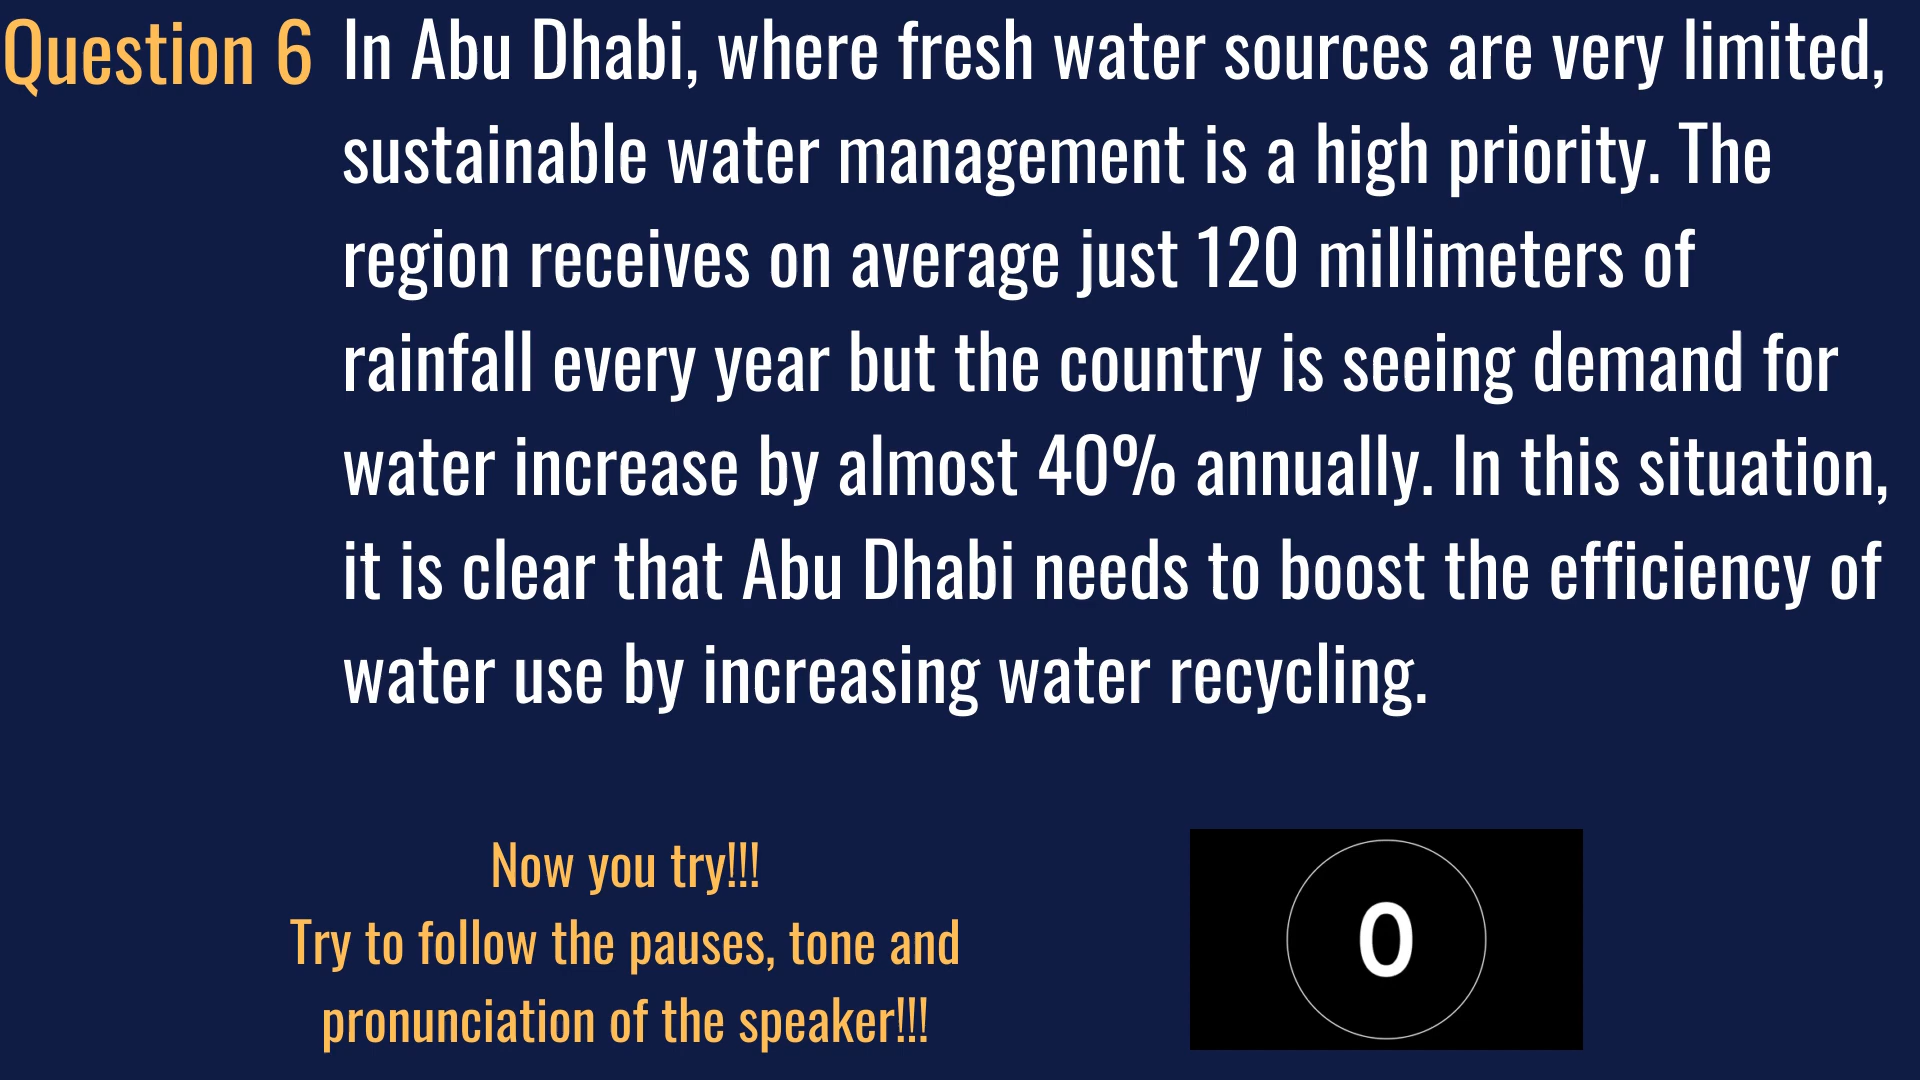 Question 6 In Abu Dhabi, where fresh water sources are very limited,
sustainable water management is a high priority. The
region receives on average just 120 millimeters of
rainfall every year but the country is seeing demand for
water increase by almost 40% annually. In this situation,
it is clear that Abu Dhabi needs to boost the efficiency of
water use by increasing water recycling.
Now you try!!!
Try to follow the pauses, tone and
pronunciation of the speaker!!!
0